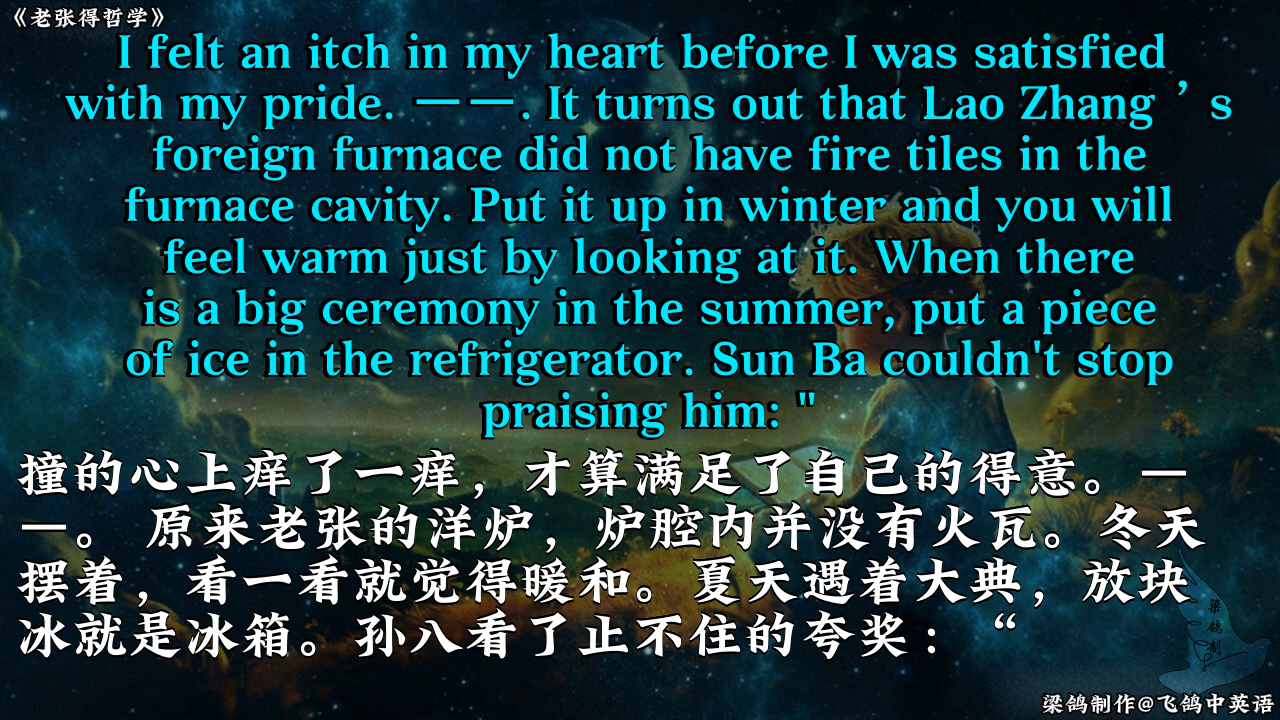 《老张得哲学》
I felt an itch in my heart before I was satisfied
with my pride. 一一. It turns out that Lao Zhang ’ s
foreign furnace did not have fire tiles in the
furnace cavity. Put it up in winter and you will
feel warm just by looking at it. When there
is a big ceremony in the summer, put a piece
of ice in the refrigerator. Sun Ba couldn't stop
praising him: "
撞的心上痒了一痒，才算满足了自己的得意。一
一。 原来老张的洋炉，炉腔内并没有火瓦。冬天
摆着，看一看就觉得暖和。夏天遇着大典，放块
冰就是冰箱。孙八看了止不住的夸奖：“
梁鸽制
梁鸽制作@飞鸽中英语